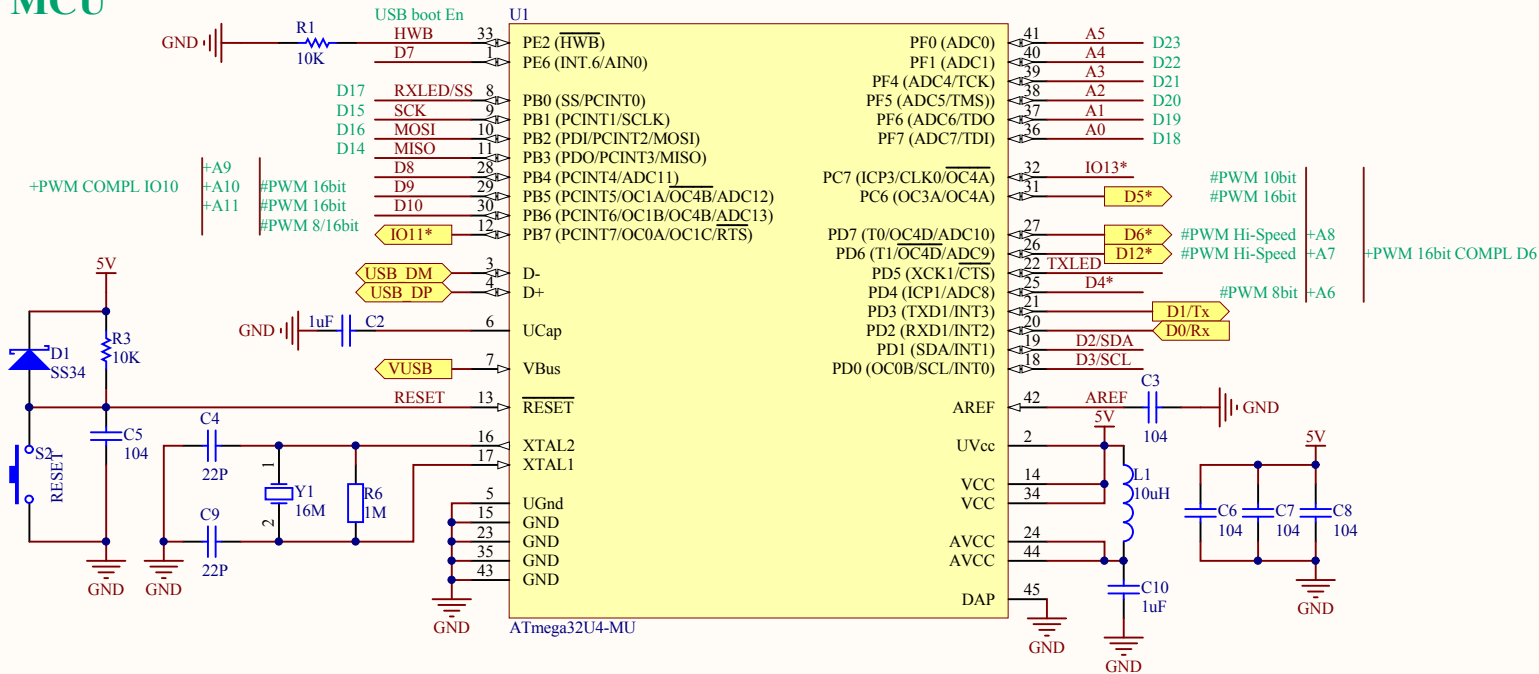 MCU
USB boot En
U1
GND
R1
10K
HWB
33
PE2 (HWB)
D7
1
PE6 (INT.6/AIN0)
D17
RXLED/SS
8
PB0 (SS/PCINT0)
D15
SCK
9
PB1 (PCINT1/SCLK)
D16
MOSI
10
PB2 (PDI/PCINT2/MOSI)
D14
MISO
11
PB3 (PDO/PCINT3/MISO)
D8
28
PB4 (PCINT4/ADC11)
D9
29
PB5 (PCINT5/OC1A/OC4B/ADC12)
D10
30
PB6 (PCINT6/OC1B/OC4B/ADC13)
IO11*
12
PB7 (PCINT7/OC0A/OC1C/RTS)
+PWM COMPL IO10
+A9
+A10
+A11
#PWM 16bit
#PWM 16bit
#PWM 8/16bit
USB_DM
3
D-
USB_DP
4
D+
GND
1uF
C2
6
UCap
VUSB
7
VBus
RESET
13
RESET
5V
D1
SS34
R3
10K
S2
RESET
C5
104
GND
C4
22P
C9
22P
GND
1
Y1
16M
2
R6
1M
16
XTAL2
17
XTAL1
5
UGnd
15
GND
23
GND
35
GND
43
GND
GND
ATmega32U4-MU
PF0 (ADC0)
41
A5
D23
PF1 (ADC1)
40
A4
D22
PF4 (ADC4/TCK)
39
A3
D21
PF5 (ADC5/TMS))
38
A2
D20
PF6 (ADC6/TDO
37
A1
D19
PF7 (ADC7/TDI)
36
A0
D18
PC7 (ICP3/CLK0/OC4A)
32
IO13*
#PWM 10bit
PC6 (OC3A/OC4A)
31
D5*
#PWM 16bit
PD7 (T0/OC4D/ADC10)
27
D6*
#PWM Hi-Speed
+A8
PD6 (T1/OC4D/ADC9)
26
D12*
#PWM Hi-Speed
+A7
+PWM 16bit COMPL D6
PD5 (XCK1/CTS)
22
TXLED
PD4 (ICP1/ADC8)
25
D4*
#PWM 8bit
+A6
PD3 (TXD1/INT3)
21
D1/Tx
PD2 (RXD1/INT2)
20
D0/Rx
PD1 (SDA/INT1)
19
D2/SDA
PD0 (OC0B/SCL/INT0)
18
D3/SCL
AREF
42
AREF
C3
104
GND
UVcc
2
5V
VCC
14
VCC
34
L1
10uH
AVCC
24
AVCC
44
C10
1uF
GND
DAP
45
GND
5V
C6
104
C7
104
C8
104
GND